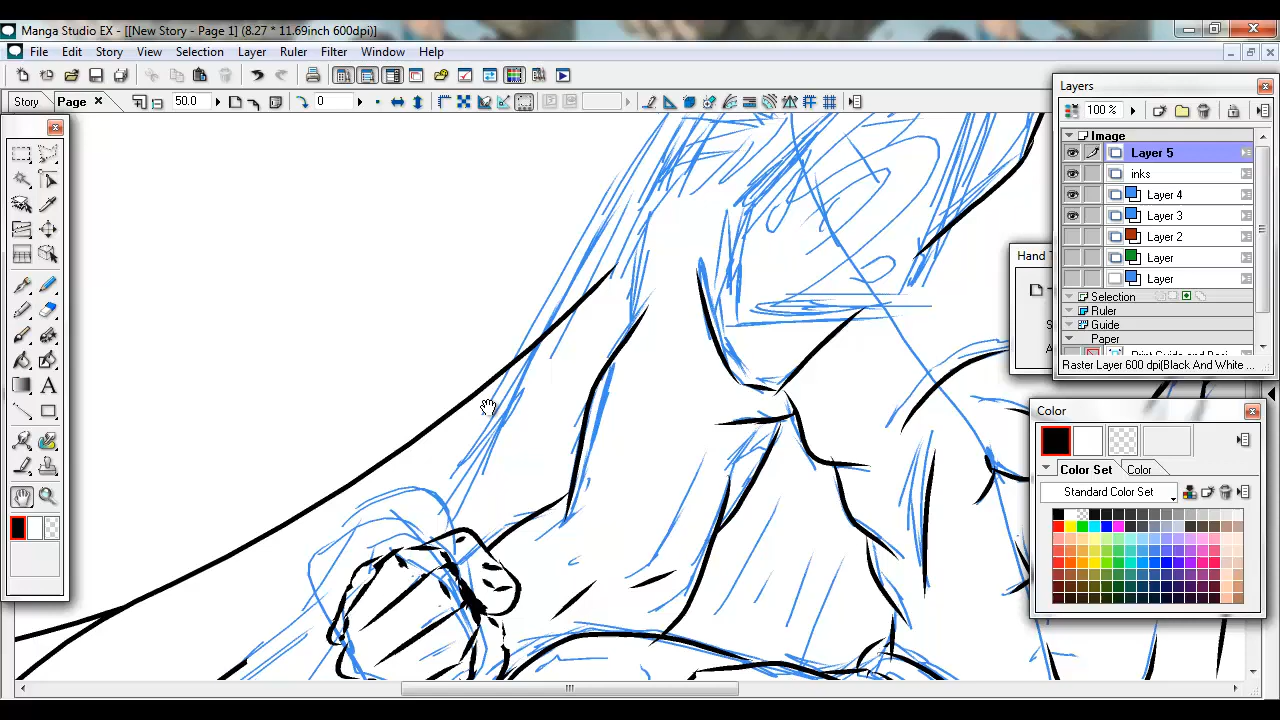 Manga Studio EX - [[New Story - Page 1] (8.27 * 11.69inch 600dpi)]
File Edit Story View Selection Layer Ruler Filter Window Help
Story Page 50.0 0
Layers
100 %
Image
Layer 5
inks
Layer 4
Layer 3
Layer 2
Layer
Layer
Selection
Ruler
Guide
Paper
Raster Layer 600 dpi(Black And White ...
Hand
Color
Color Set Color
Standard Color Set
A